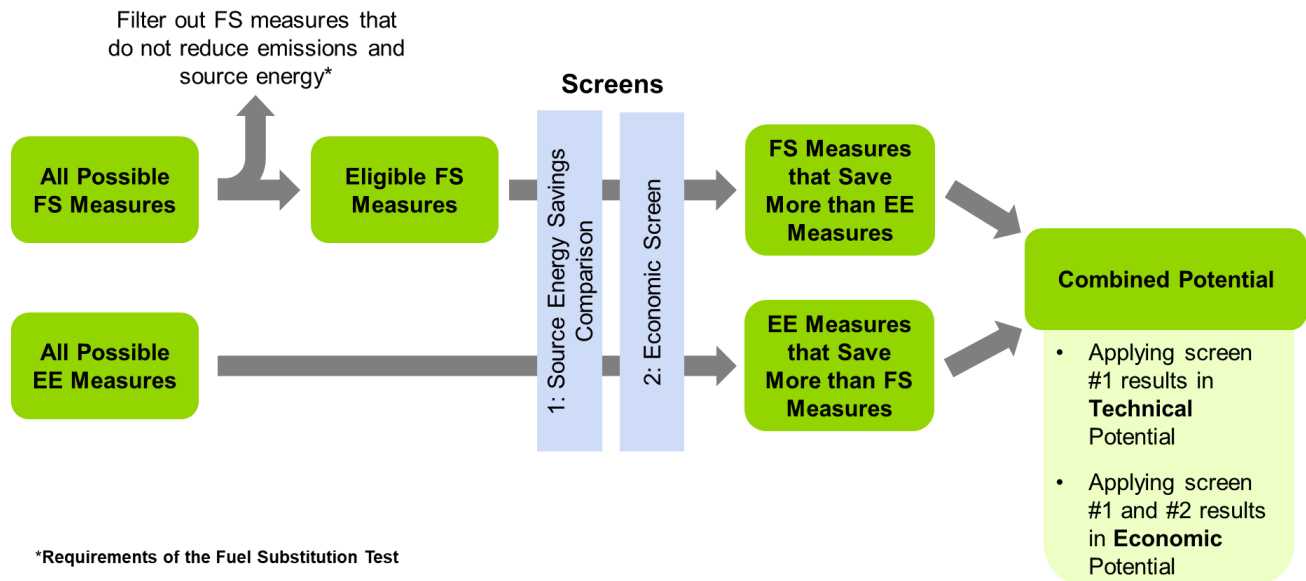 Filter out FS measures that
do not reduce emissions and
source energy*
Screens
All Possible
FS Measures
Eligible FS
Measures
1: Source Energy Savings
Comparison
2: Economic Screen
FS Measures
that Save
More than EE
Measures
All Possible
EE Measures
EE Measures
that Save
More than FS
Measures
Combined Potential
• Applying screen
#1 results in
Technical
Potential
• Applying screen
#1 and #2 results
in Economic
Potential
*Requirements of the Fuel Substitution Test